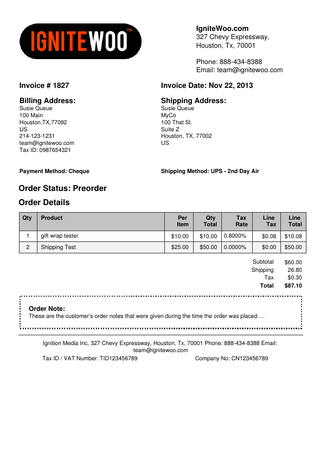 IGNITEWOO™
IgniteWoo.com
327 Chevy Expressway,
Houston, Tx, 70001
Phone: 888-434-8388
Email: team@ignitewoo.com
Invoice # 1827
Invoice Date: Nov 22, 2013
Billing Address:
Susie Queue
100 Main
Houston,TX,77092
US
214-123-1231
team@ignitewoo.com
Tax ID: 0987654321
Shipping Address:
Susie Queue
MyCo
100 That St.
Suite Z
Houston, TX, 77002
US
Payment Method: Cheque
Shipping Method: UPS - 2nd Day Air
Order Status: Preorder
Order Details
Qty Product Per Item Qty Total Tax Rate Line Tax Line Total
1 gift wrap tester $10.00 $10.00 0.8000% $0.08 $10.08
2 Shipping Test $25.00 $50.00 0.0000% $0.00 $50.00
Subtotal $60.00
Shipping 26.80
Tax $0.30
Total $87.10
Order Note:
These are the customer's order notes that were given during the time the order was placed....
Ignition Media Inc, 327 Chevy Expressway, Houston, Tx, 70001 Phone: 888-434-8388 Email:
team@ignitewoo.com
Tax ID / VAT Number: TID123456789 Company No: CN123456789